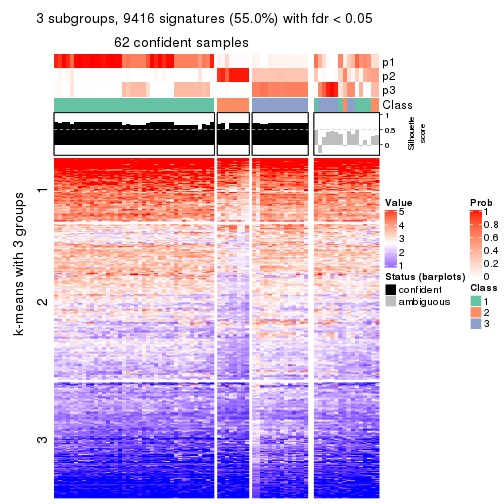 3 subgroups, 9416 signatures (55.0%) with fdr < 0.05
62 confident samples
p1
p2
p3
Class
1
0.5
0
Silhouette
score
k-means with 3 groups
1
2
3
Value
5
4
3
2
1
Status (barplots)
confident
ambiguous
Prob
1
0.8
0.6
0.4
0.2
0
Class
1
2
3